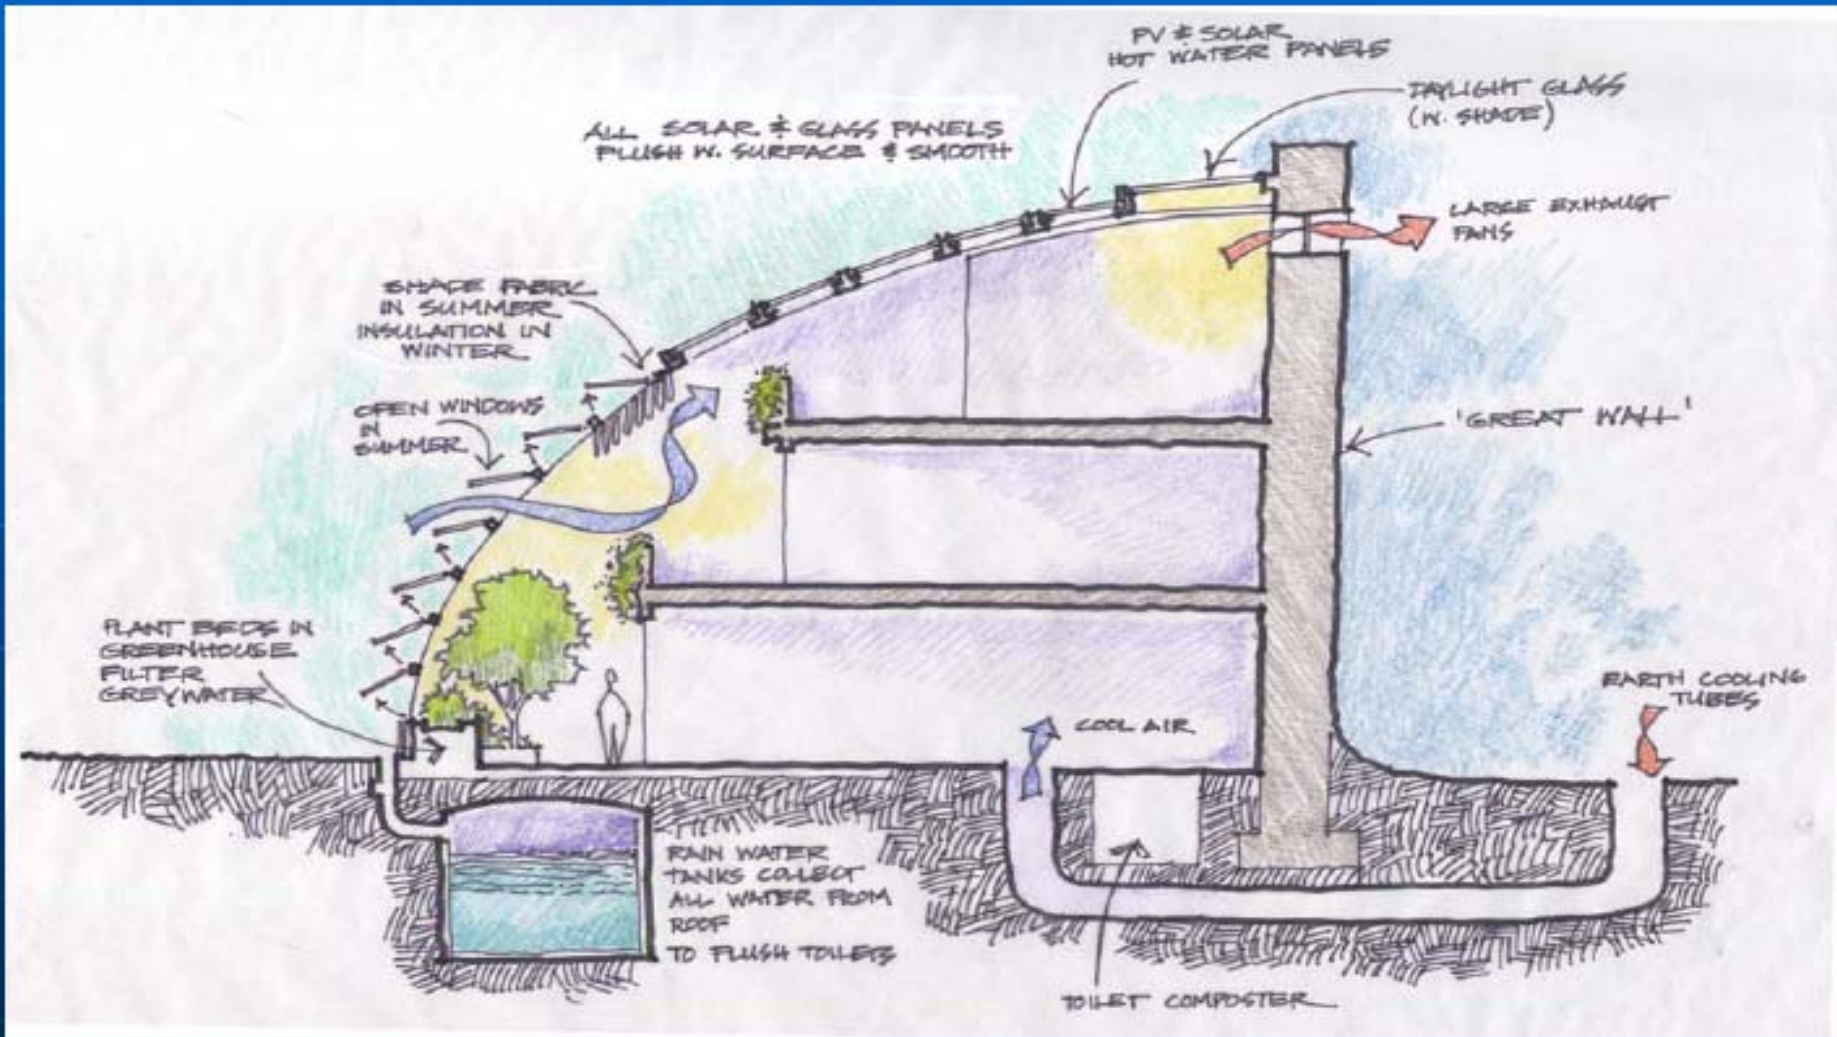 PV & SOLAR
HOT WATER PANELS
DAYLIGHT GLASS
(W. SHADE)
ALL SOLAR & GLASS PANELS
FLUSH W. SURFACE & SMOOTH
LARGE EXHAUST
FANS
SHADE FABRIC
IN SUMMER
INSULATION IN
WINTER
OPEN WINDOWS
IN
SUMMER
'GREAT WALL'
PLANT BEDS IN
GREENHOUSE
FILTER
GREYWATER
EARTH COOLING
TUBES
COOL AIR
RAIN WATER
TANKS COLLECT
ALL WATER FROM
ROOF
TO FLUSH TOILETS
TOILET COMPOSTER